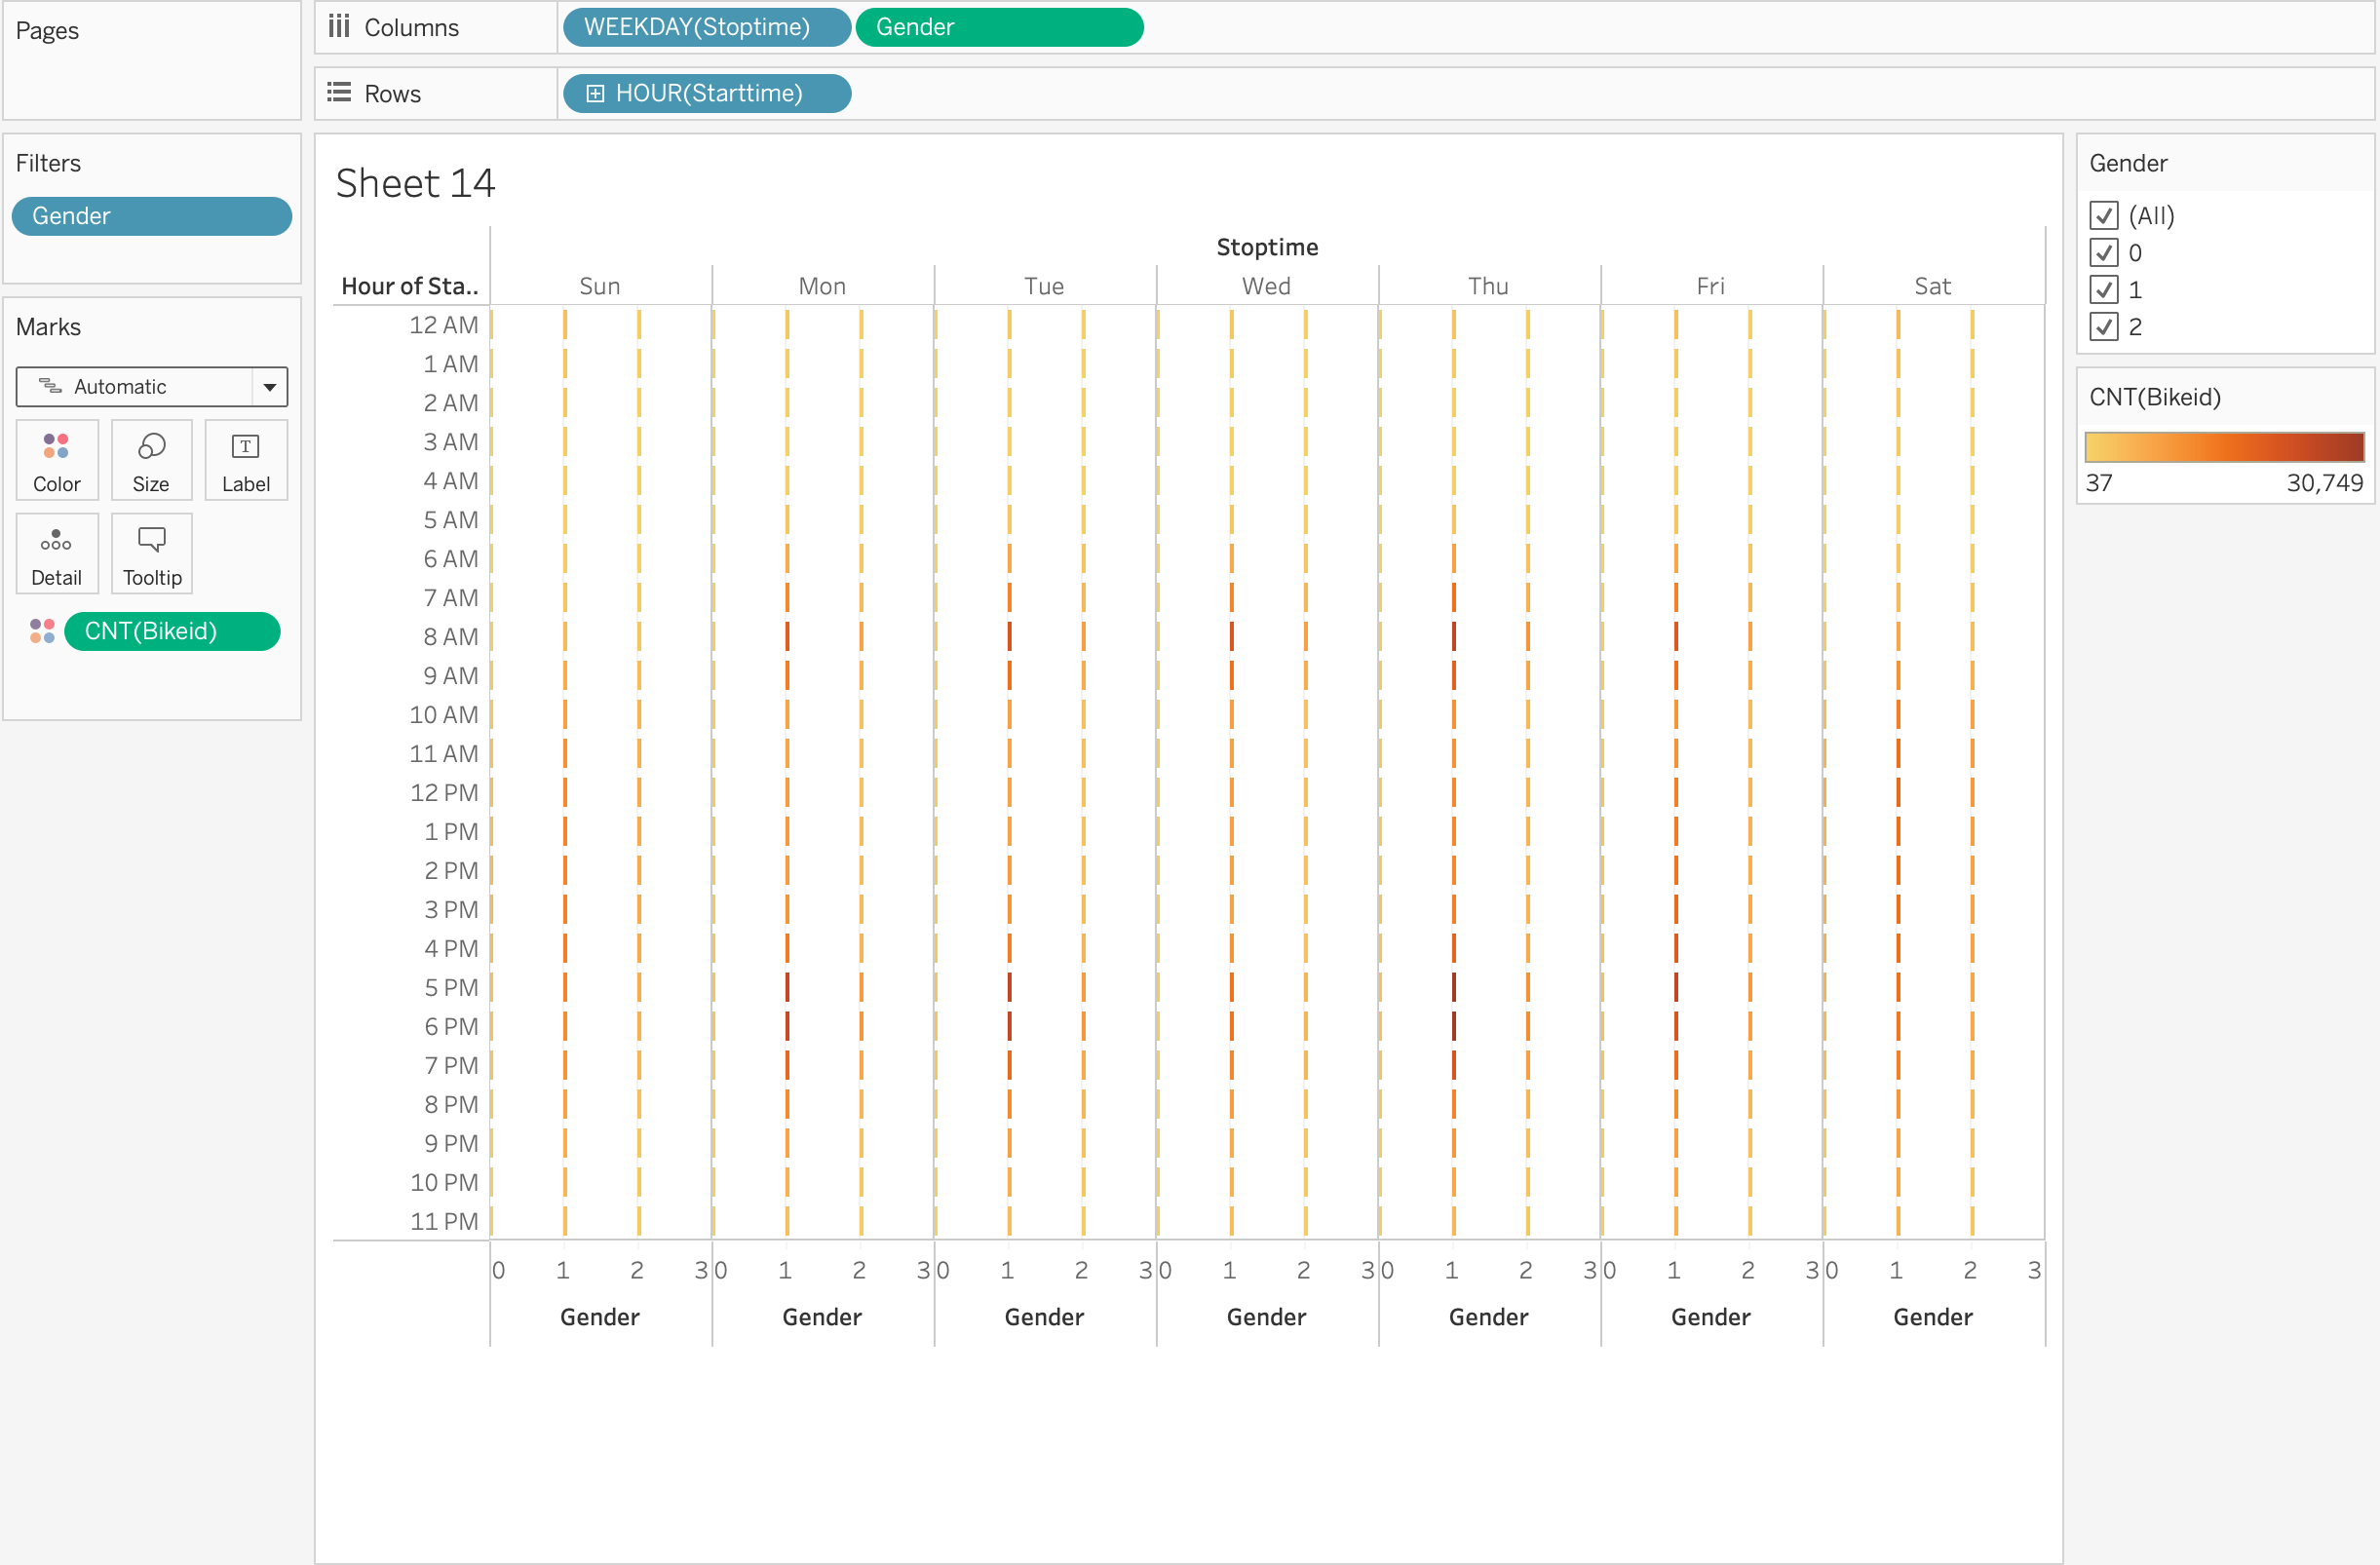 Pages
Columns
WEEKDAY(Stoptime)
Gender
Rows
HOUR(Starttime)
Filters
Gender
Marks
Automatic
Color
Size
Label
Detail
Tooltip
CNT(Bikeid)
Sheet 14
Stoptime
Hour of Sta..
Sun
Mon
Tue
Wed
Thu
Fri
Sat
12 AM
1 AM
2 AM
3 AM
4 AM
5 AM
6 AM
7 AM
8 AM
9 AM
10 AM
11 AM
12 PM
1 PM
2 PM
3 PM
4 PM
5 PM
6 PM
7 PM
8 PM
9 PM
10 PM
11 PM
0 1 2 3 0 1 2 3 0 1 2 3 0 1 2 3 0 1 2 3 0 1 2 3 0 1 2 3
Gender Gender Gender Gender Gender Gender Gender
Gender
(All)
0
1
2
CNT(Bikeid)
37 30,749